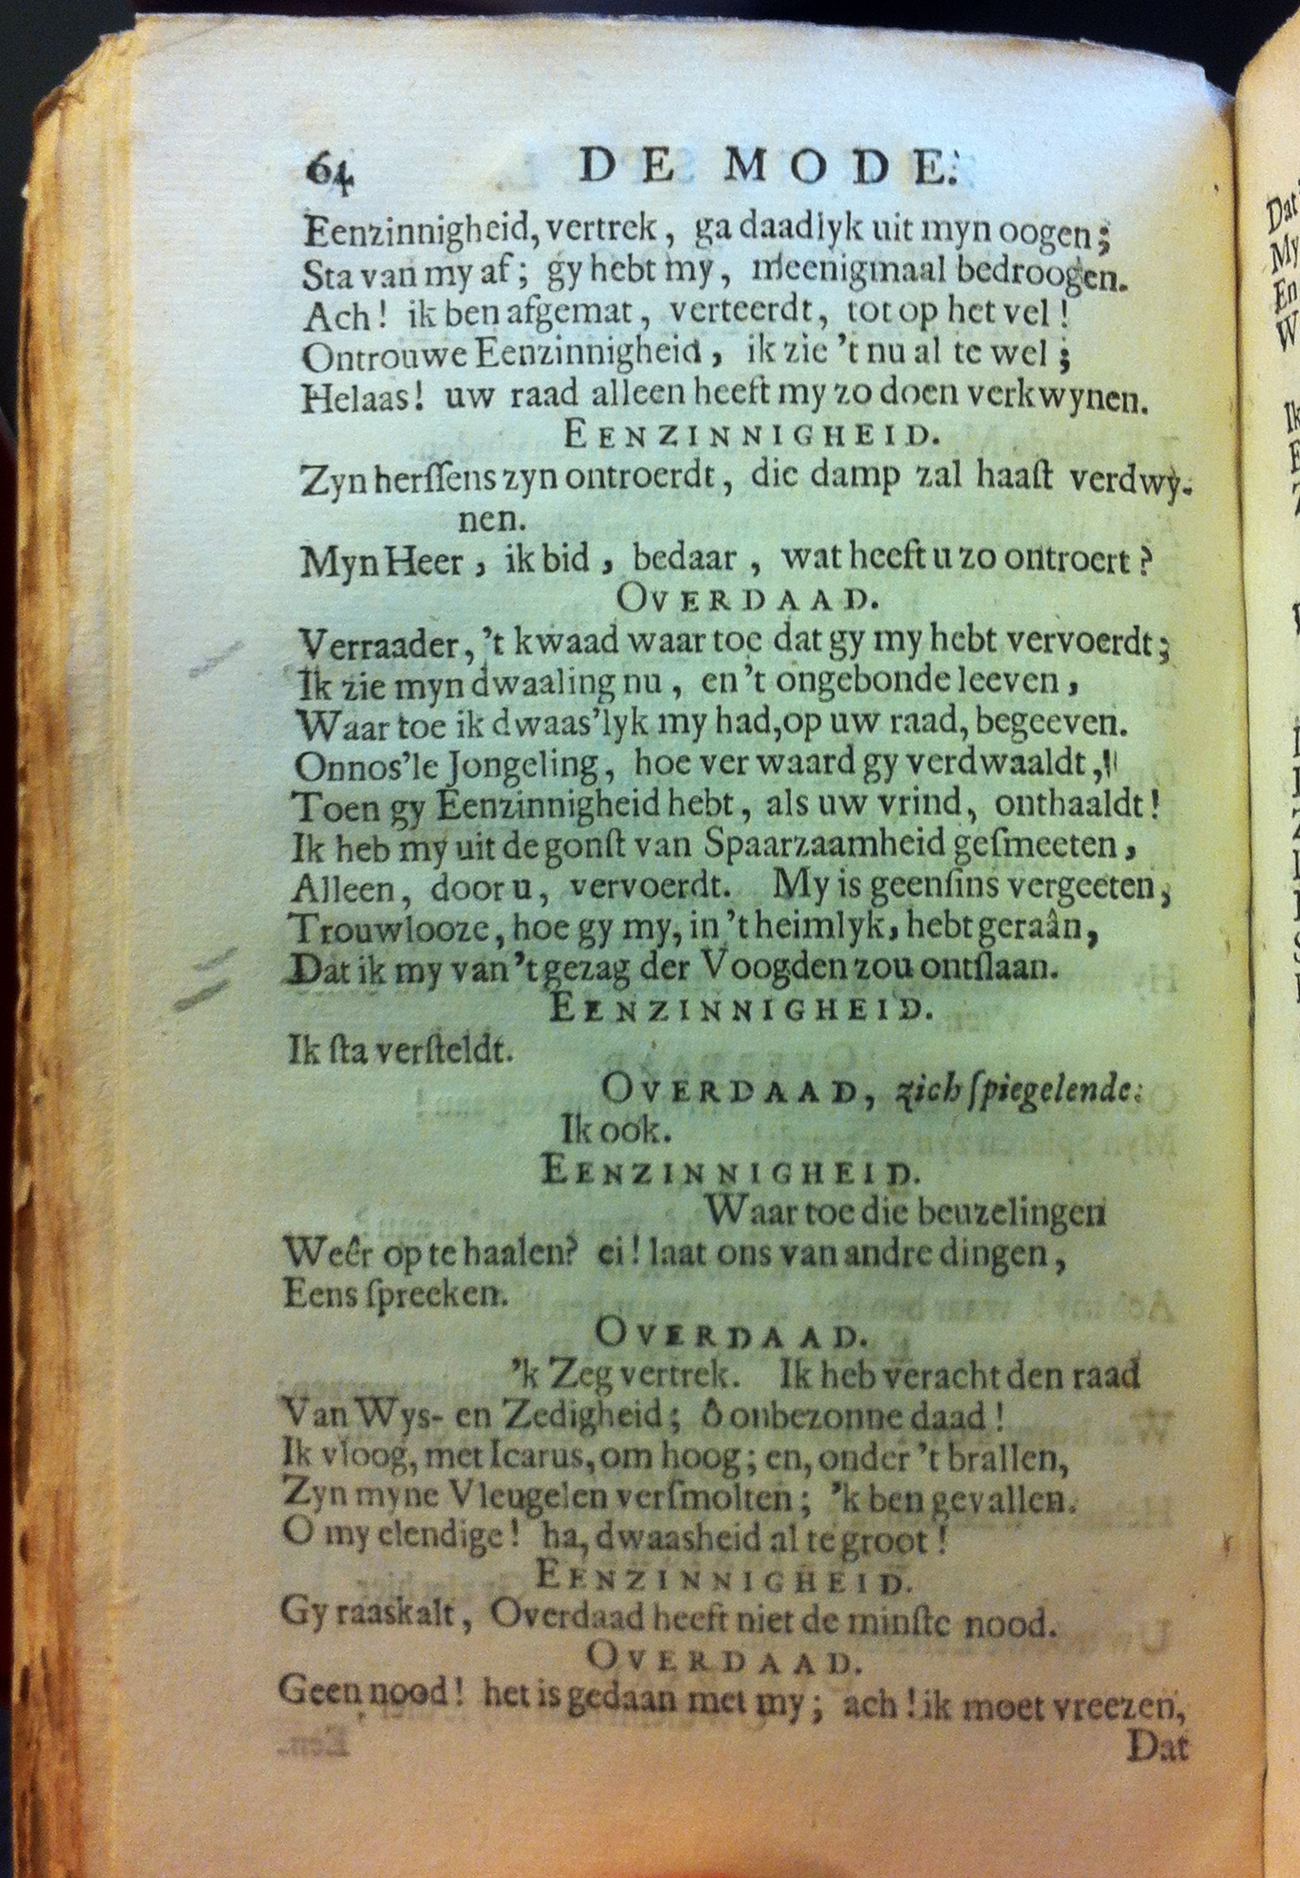 64 DE MODE.
Eenzinnigheid, vertrek, ga daadlyk uit myn oogen;
Sta van my af; gy hebt my, meenigmaal bedroogen.
Ach! ik ben afgemat, verteerdt, tot op het vel!
Ontrouwe Eenzinnigheid, ik zie 't nu al te wel;
Helaas! uw raad alleen heeft my zo doen verkwynen.
EENZINNIGHEID.
Zyn herſſens zyn ontroerdt, die damp zal haaſt verdwy-
nen.
Myn Heer, ik bid, bedaar, wat heeft u zo ontroert?
OVERDAAD.
Verraader, 't kwaad waar toe dat gy my hebt vervoerdt;
Ik zie myn dwaaling nu, en 't ongebonde leeven,
Waar toe ik dwaas'lyk my had, op uw raad, begeeven.
Onnos'le Jongeling, hoe ver waard gy verdwaaldt,
Toen gy Eenzinnigheid hebt, als uw vrind, onthaaldt!
Ik heb my uit de gonſt van Spaarzaamheid geſmeeten,
Alleen, door u, vervoerdt. My is geenſins vergeeten,
Trouwlooze, hoe gy my, in 't heimlyk, hebt geraân,
Dat ik my van 't gezag der Voogden zou ontſlaan.
EENZINNIGHEID.
Ik ſta verſteldt.
OVERDAAD, zich ſpiegelende.
Ik ook.
EENZINNIGHEID.
Waar toe die beuzelingen
Weêr op te haalen? ei! laat ons van andre dingen,
Eens ſpreeken.
OVERDAAD.
'k Zeg vertrek. Ik heb veracht den raad
Van Wys- en Zedigheid; ô onbezonne daad!
Ik vloog, met Icarus, om hoog; en, onder 't brallen,
Zyn myne Vleugelen verſmolten; 'k ben gevallen.
O my elendige! ha, dwaasheid al te groot!
EENZINNIGHEID.
Gy raaskalt, Overdaad heeft niet de minſte nood.
OVERDAAD.
Geen nood! het is gedaan met my; ach! ik moet vreezen,
Dat